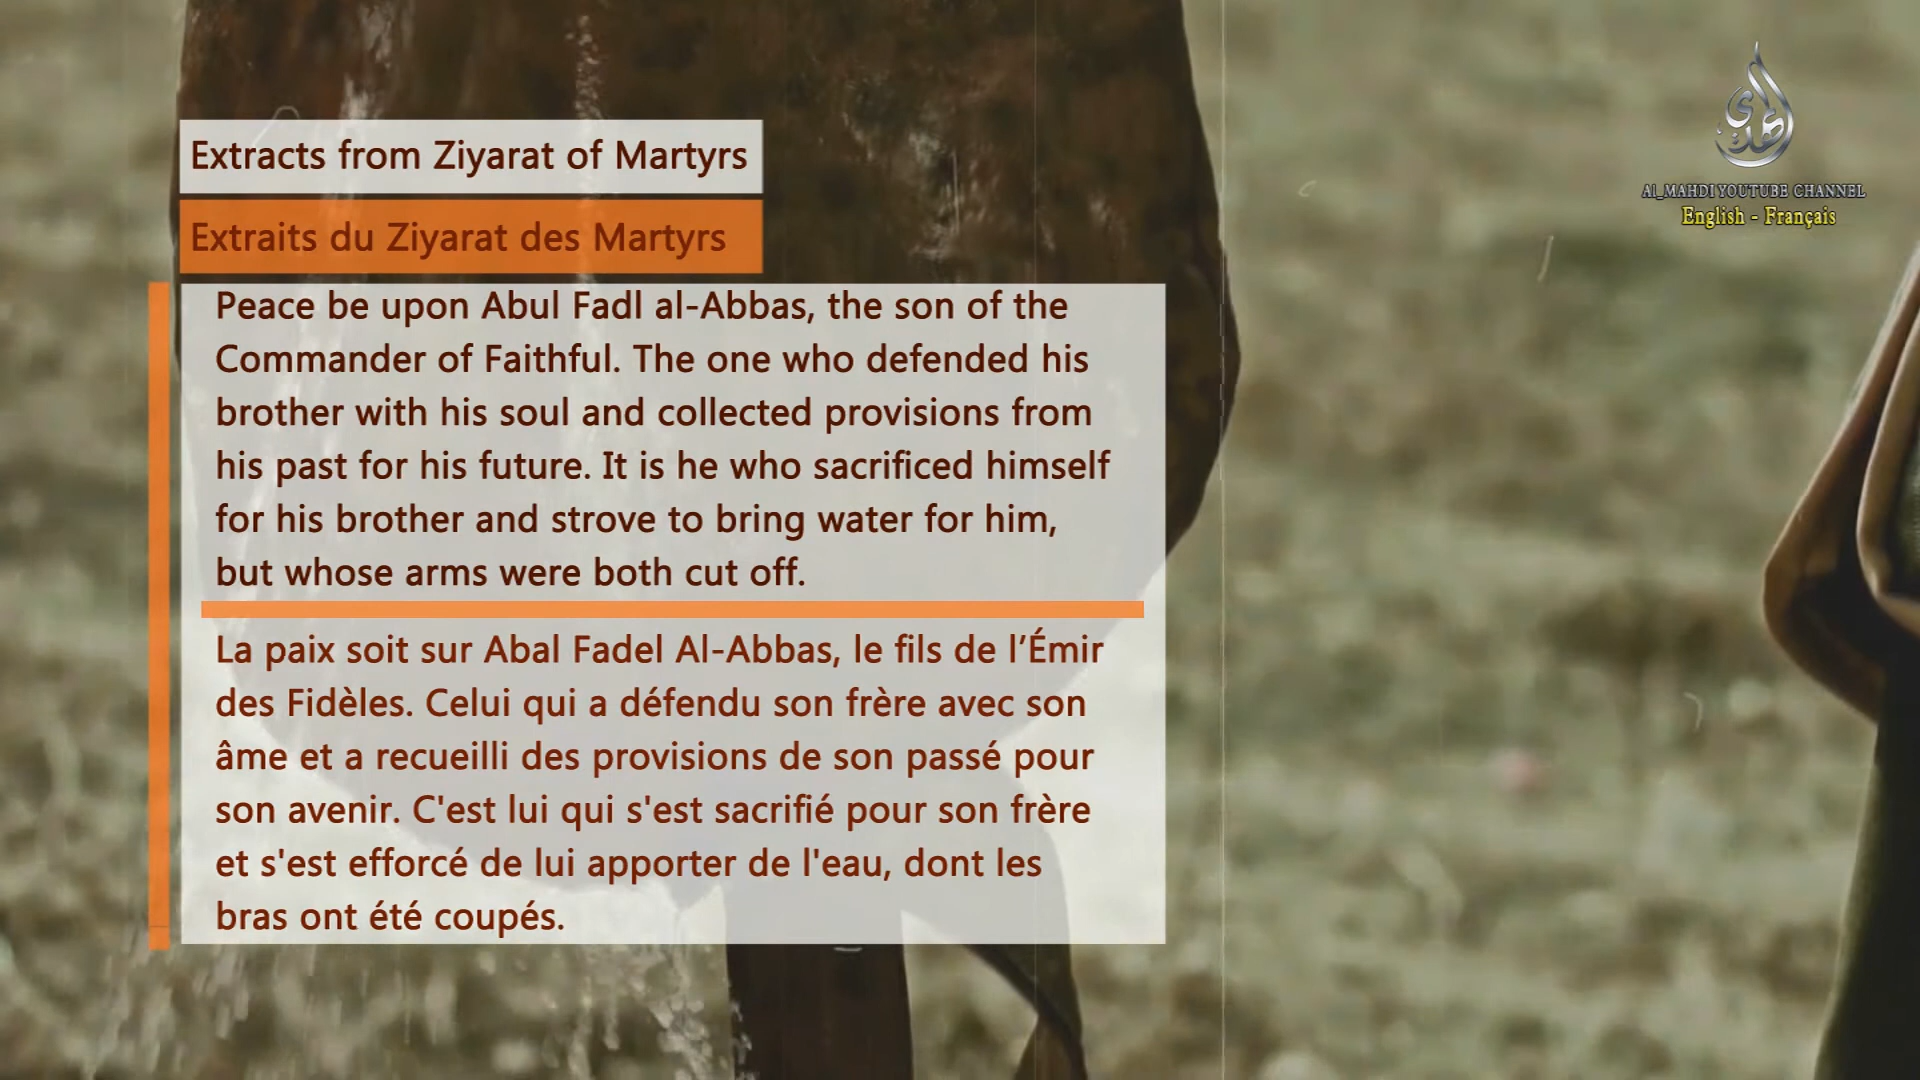 Extracts from Ziyarat of Martyrs
Extraits du Ziyarat des Martyrs
Peace be upon Abul Fadl al-Abbas, the son of the
Commander of Faithful. The one who defended his
brother with his soul and collected provisions from
his past for his future. It is he who sacrificed himself
for his brother and strove to bring water for him,
but whose arms were both cut off.
La paix soit sur Abal Fadel Al-Abbas, le fils de l’Émir
des Fidèles. Celui qui a défendu son frère avec son
âme et a recueilli des provisions de son passé pour
son avenir. C'est lui qui s'est sacrifié pour son frère
et s'est efforcé de lui apporter de l'eau, dont les
bras ont été coupés.
المهدي
Al_MAHDI YOUTUBE CHANNEL
English - Français